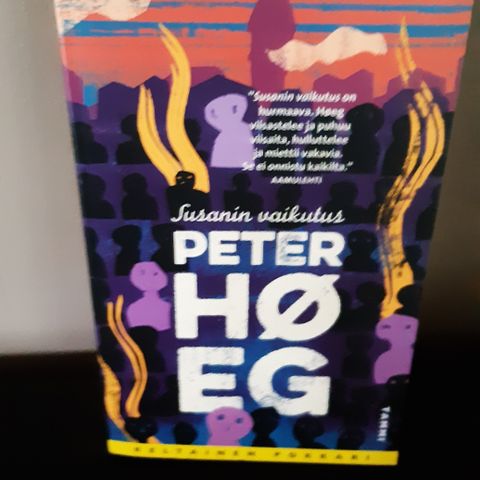 "Susanin vaikutus on
hurmaava, Høeg
viisastelee ja puhuu
viisaita, hulluttelee
ja miettii vakavia.
Se ei onnistu kaikilta."
AAMULEHTI
Susanin vaikutus
PETER
HØ
EG
TAMMI
KELTAINEN POKKARI